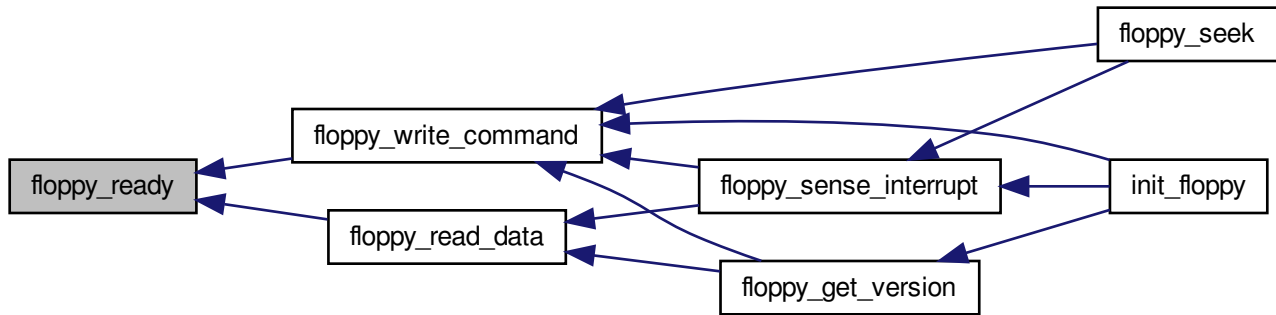 floppy_ready
floppy_write_command
floppy_read_data
floppy_sense_interrupt
floppy_get_version
floppy_seek
init_floppy